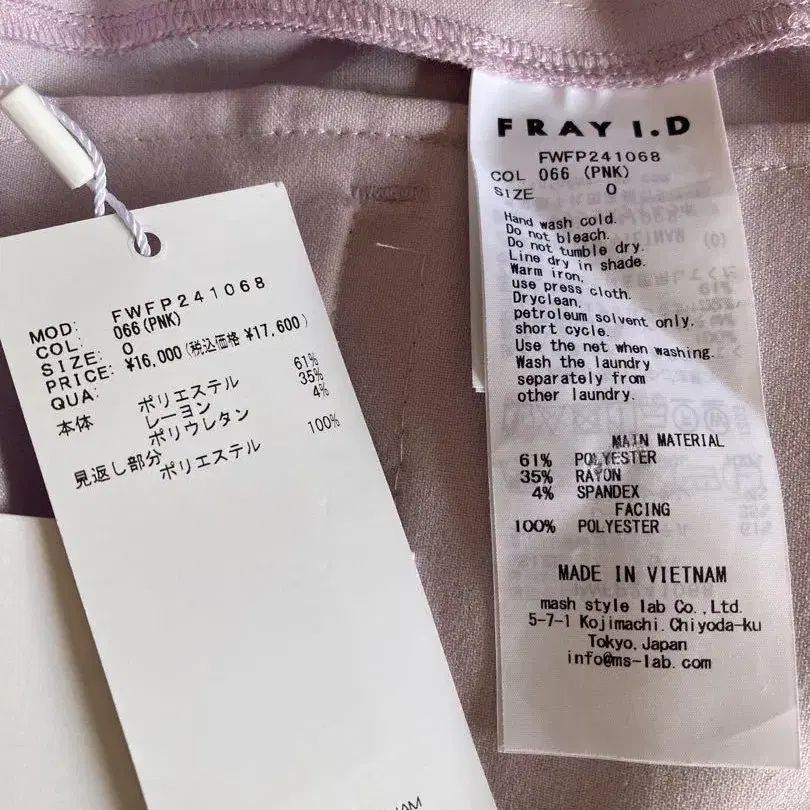 MOD: FWFP241068
COL: 066(PNK)
SIZE: 0
PRICE: ¥16,000(税込価格 ¥17,600)
QUA:
本体 ポリエステル 61%
レーヨン 35%
ポリウレタン 4%
見返し部分
ポリエステル 100%
FRAY I.D
FWFP241068
COL 066 (PNK)
SIZE 0
Hand wash cold.
Do not bleach.
Do not tumble dry.
Line dry in shade.
Warm iron,
use press cloth.
Dryclean,
petroleum solvent only.
short cycle.
Use the net when washing.
Wash the laundry
separately from
other laundry.
MAIN MATERIAL
61% POLYESTER
35% RAYON
4% SPANDEX
FACING
100% POLYESTER
MADE IN VIETNAM
mash style lab Co.,Ltd.
5-7-1 Kojimachi.Chiyoda-ku
Tokyo,Japan
info@ms-lab.com